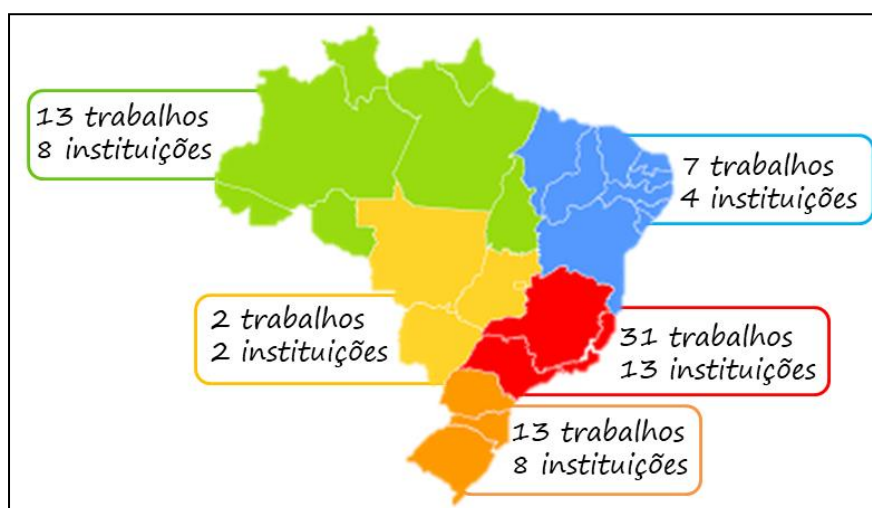 13 trabalhos
8 instituições
7 trabalhos
4 instituições
2 trabalhos
2 instituições
31 trabalhos
13 instituições
13 trabalhos
8 instituições